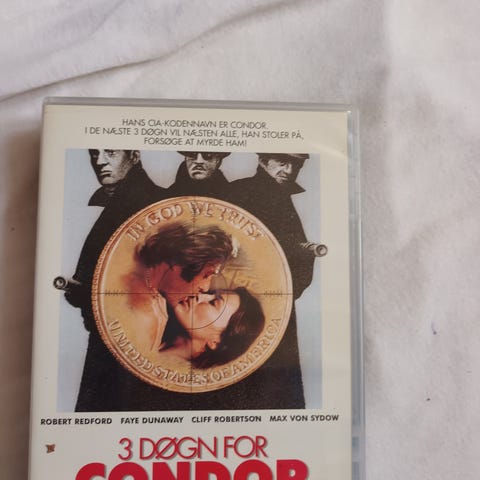 HANS CIA-KODENNAVN ER CONDOR.
I DE NÆSTE 3 DØGN VIL NÆSTEN ALLE, HAN STOLER PÅ,
FORSØGE AT MYRDE HAM!
IN GOD WE TRUST
UNITED STATES OF AMERICA
ROBERT REDFORD FAYE DUNAWAY CLIFF ROBERTSON MAX VON SYDOW
3 DØGN FOR
CONDOR